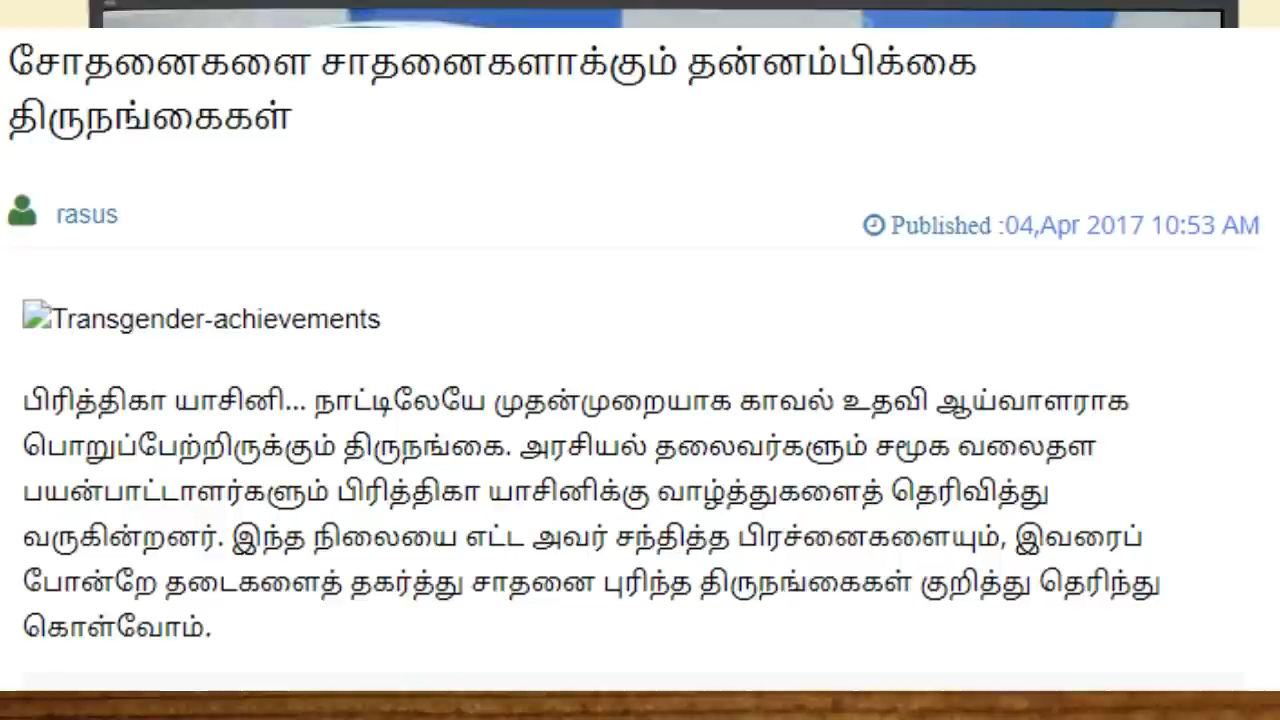 சோதனைகளை சாதனைகளாக்கும் தன்னம்பிக்கை
திருநங்கைகள்
rasus
Published :04,Apr 2017 10:53 AM
Transgender-achievements
பிரித்திகா யாசினி... நாட்டிலேயே முதன்முறையாக காவல் உதவி ஆய்வாளராக
பொறுப்பேற்றிருக்கும் திருநங்கை. அரசியல் தலைவர்களும் சமூக வலைதள
பயன்பாட்டாளர்களும் பிரித்திகா யாசினிக்கு வாழ்த்துகளைத் தெரிவித்து
வருகின்றனர். இந்த நிலையை எட்ட அவர் சந்தித்த பிரச்னைகளையும், இவரைப்
போன்றே தடைகளைத் தகர்த்து சாதனை புரிந்த திருநங்கைகள் குறித்து தெரிந்து
கொள்வோம்.